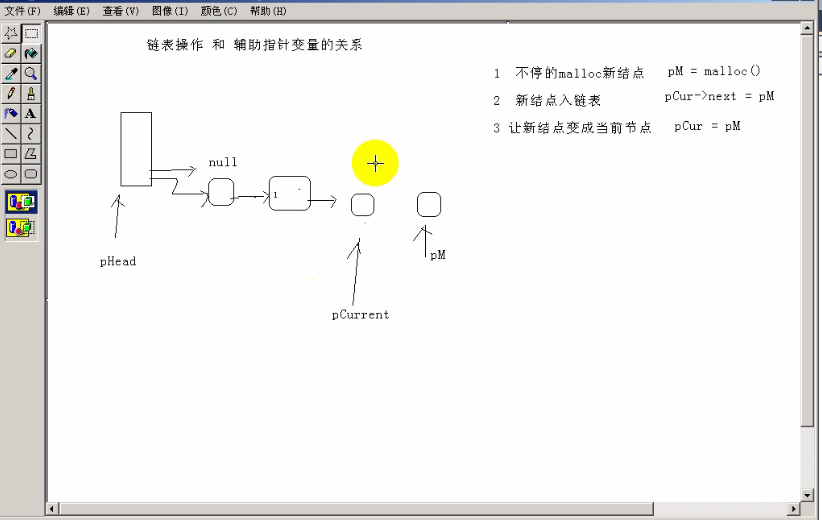 文件(F) 编辑(E) 查看(V) 图像(I) 颜色(C) 帮助(H)
链表操作 和 辅助指针变量的关系
1 不停的malloc新结点 pM = malloc()
2 新结点入链表 pCur->next = pM
3 让新结点变成当前节点 pCur = pM
null
1
pM
pHead
pCurrent
A